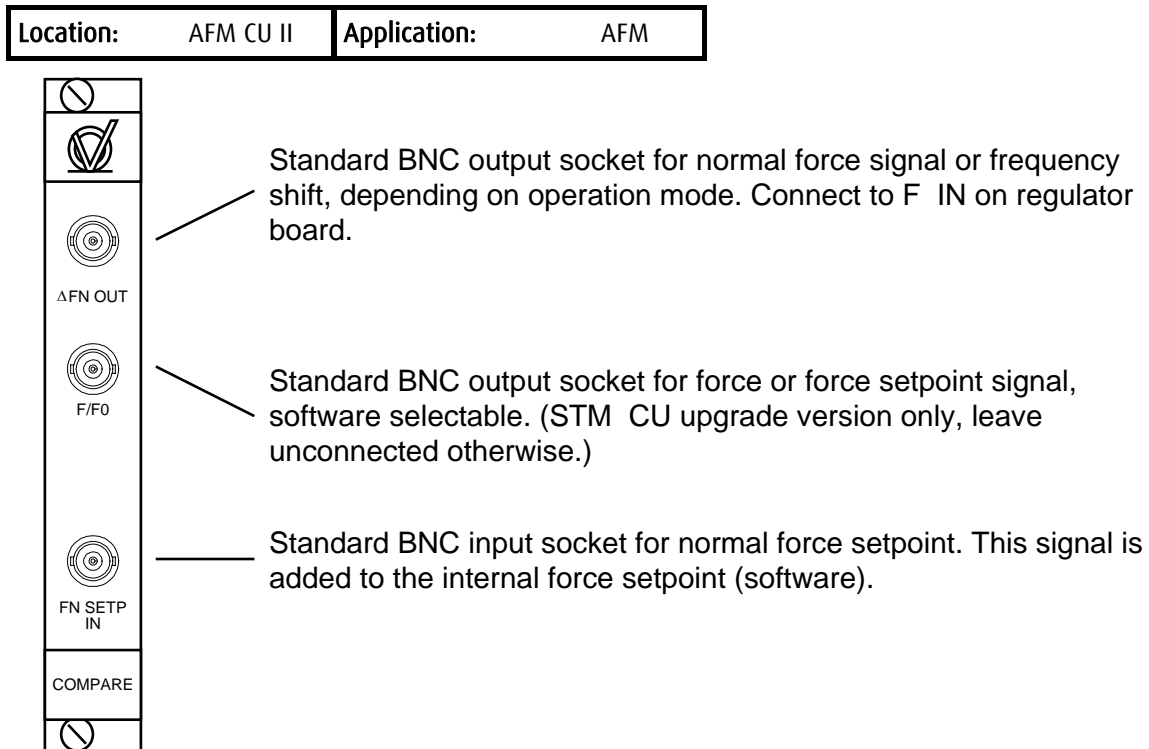 Location: AFM CU II Application: AFM
Standard BNC output socket for normal force signal or frequency
shift, depending on operation mode. Connect to F IN on regulator
board.
ΔFN OUT
Standard BNC output socket for force or force setpoint signal,
software selectable. (STM CU upgrade version only, leave
unconnected otherwise.)
F/F0
Standard BNC input socket for normal force setpoint. This signal is
added to the internal force setpoint (software).
FN SETP
IN
COMPARE